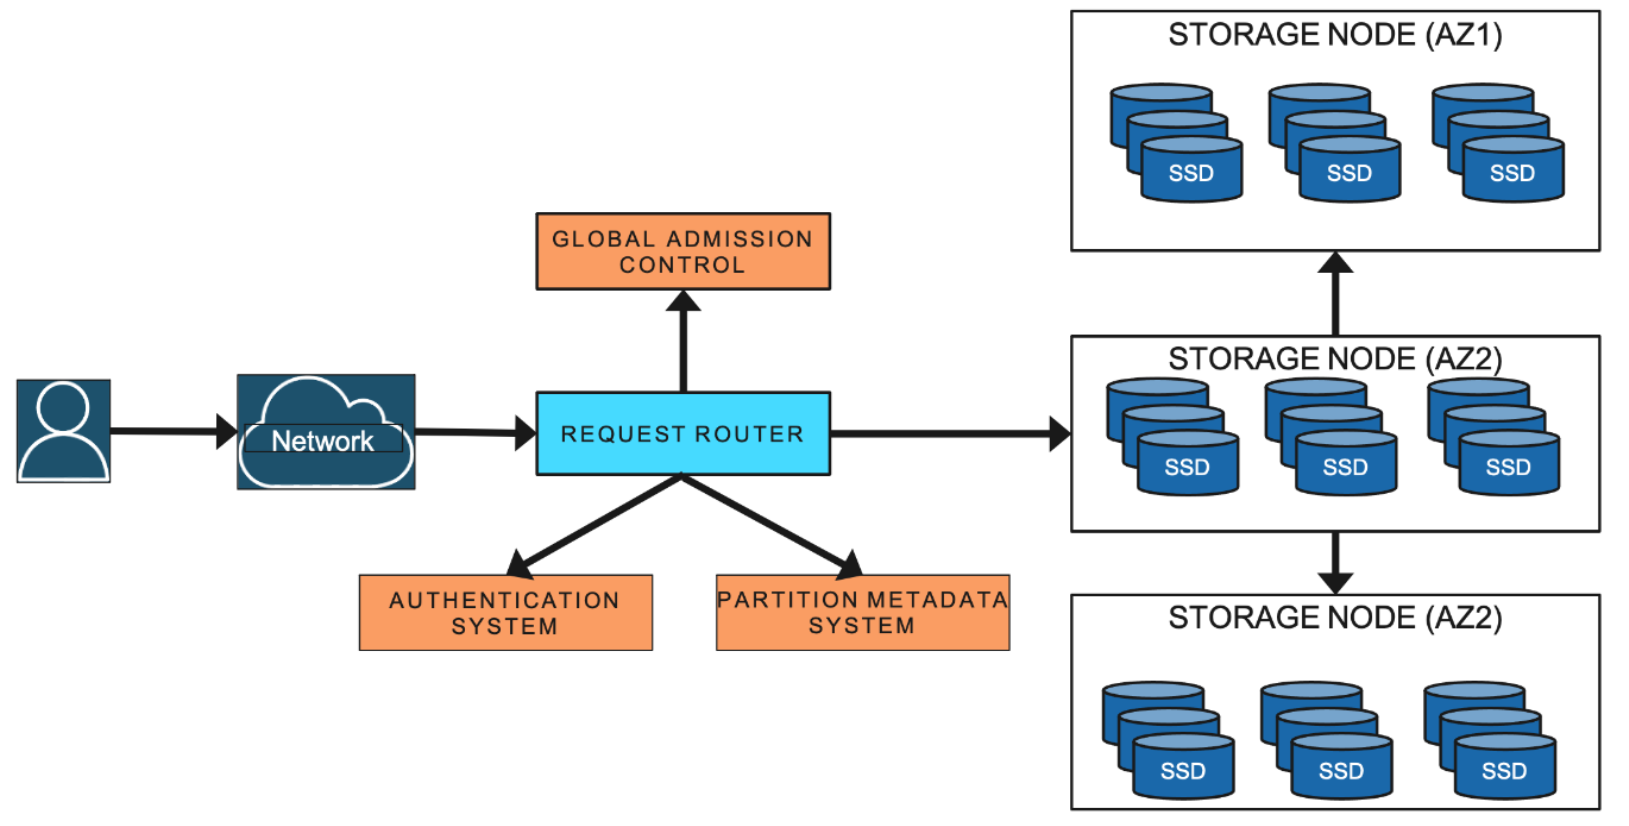 STORAGE NODE (AZ1)
SSD
SSD
SSD
GLOBAL ADMISSION
CONTROL
STORAGE NODE (AZ2)
SSD
SSD
SSD
Network
REQUEST ROUTER
AUTHENTICATION
SYSTEM
PARTITION METADATA
SYSTEM
STORAGE NODE (AZ2)
SSD
SSD
SSD